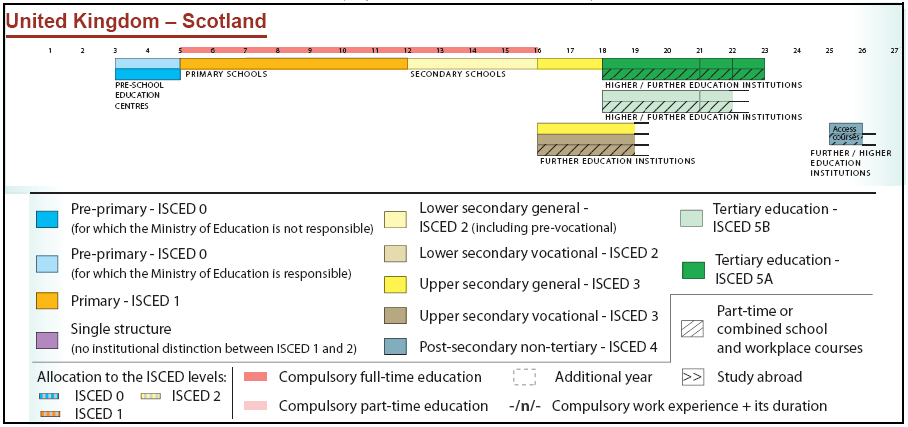 United Kingdom – Scotland
1 2 3 4 5 6 7 8 9 10 11 12 13 14 15 16 17 18 19 20 21 22 23 24 25 26 27
PRE-SCHOOL
EDUCATION
CENTRES
PRIMARY SCHOOLS
SECONDARY SCHOOLS
HIGHER / FURTHER EDUCATION INSTITUTIONS
HIGHER / FURTHER EDUCATION INSTITUTIONS
FURTHER EDUCATION INSTITUTIONS
Access
courses
FURTHER / HIGHER
EDUCATION
INSTITUTIONS
Pre-primary - ISCED 0
(for which the Ministry of Education is not responsible)
Pre-primary - ISCED 0
(for which the Ministry of Education is responsible)
Primary - ISCED 1
Single structure
(no institutional distinction between ISCED 1 and 2)
Lower secondary general -
ISCED 2 (including pre-vocational)
Lower secondary vocational - ISCED 2
Upper secondary general - ISCED 3
Upper secondary vocational - ISCED 3
Post-secondary non-tertiary - ISCED 4
Tertiary education -
ISCED 5B
Tertiary education -
ISCED 5A
Part-time or
combined school
and workplace courses
Allocation to the ISCED levels:
ISCED 0 ISCED 2
ISCED 1
Compulsory full-time education
Compulsory part-time education
Additional year
-/n/- Compulsory work experience + its duration
>> Study abroad